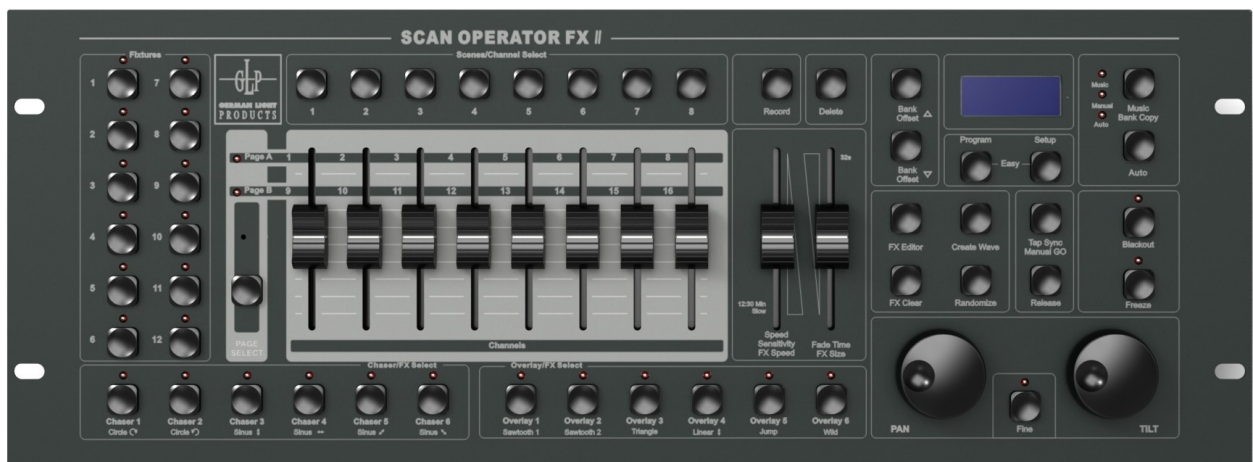 SCAN OPERATOR FX II
Fixtures
1 7
2 8
3 9
4 10
5 11
6 12
GLP
GERMAN LIGHT
PRODUCTS
Scenes/Channel Select
1 2 3 4 5 6 7 8
Record
Delete
Page A 1 2 3 4 5 6 7 8
Page B 9 10 11 12 13 14 15 16
PAGE
SELECT
Channels
32s
12:30 Min
Slow
Speed
Sensitivity
FX Speed
Fade Time
FX Size
Bank
Offset
Bank
Offset
Program
Setup
Easy
Music
Manual
Auto
Music
Bank Copy
Auto
FX Editor
Create Wave
FX Clear
Randomize
Tap Sync
Manual GO
Release
Blackout
Freeze
Chaser/FX Select
Chaser 1 Chaser 2 Chaser 3 Chaser 4 Chaser 5 Chaser 6
Circle Circle Sinus Sinus Sinus Sinus
Overlay/FX Select
Overlay 1 Overlay 2 Overlay 3 Overlay 4 Overlay 5 Overlay 6
Sawtooth 1 Sawtooth 2 Triangle Linear Jump Wild
PAN
Fine
TILT